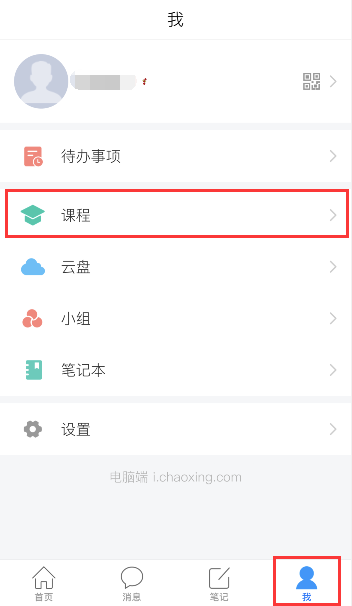 我
待办事项
课程
云盘
小组
笔记本
设置
电脑端 i.chaoxing.com
首页
消息
笔记
我